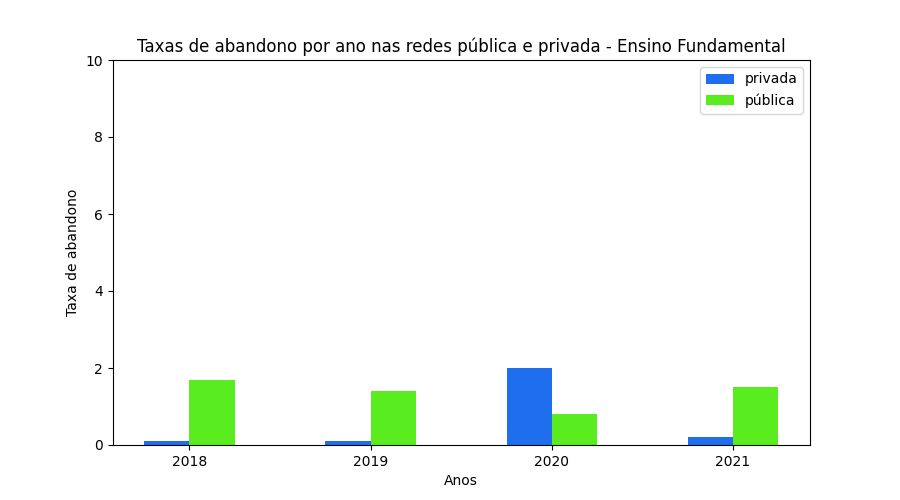 Taxas de abandono por ano nas redes pública e privada - Ensino Fundamental
privada
pública
10
8
6
4
2
0
Taxa de abandono
2018 2019 2020 2021
Anos